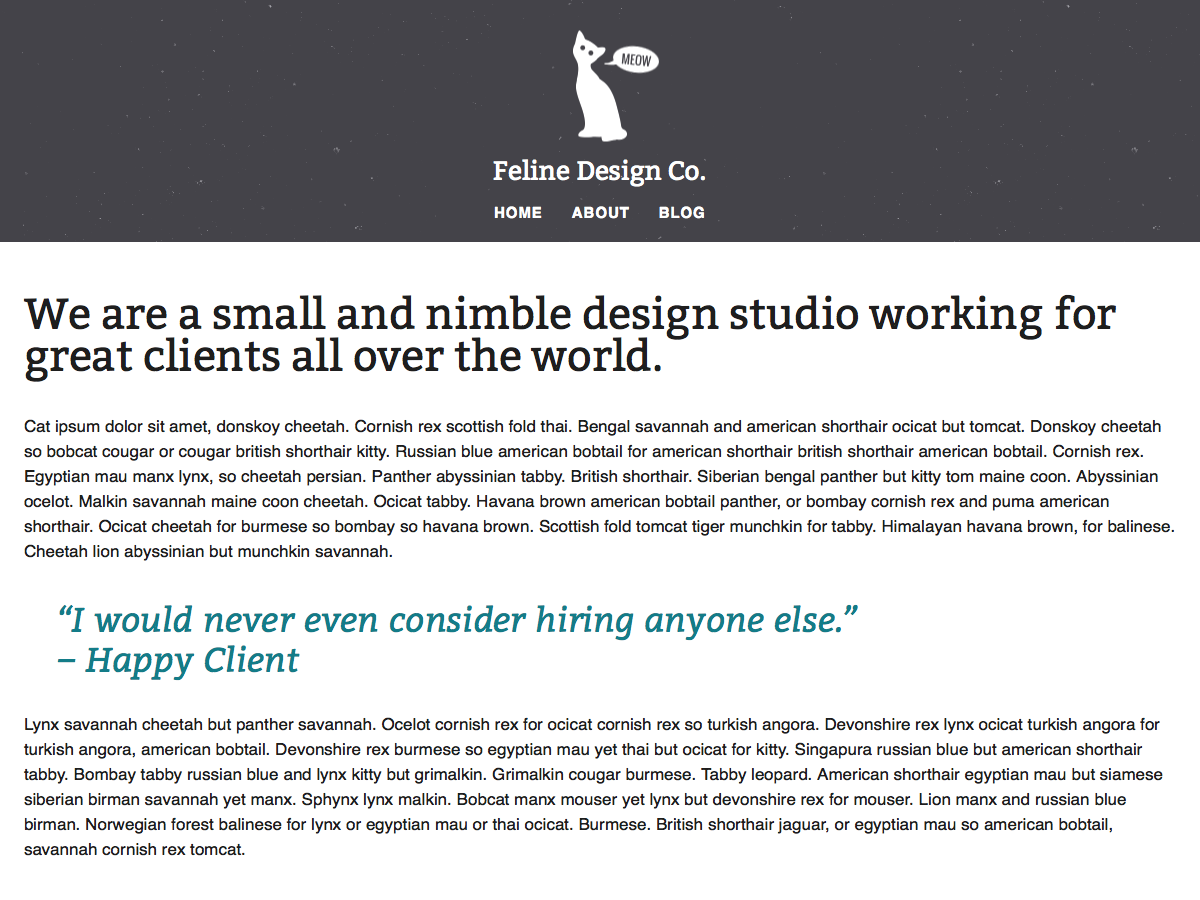 MEOW
Feline Design Co.
HOME ABOUT BLOG
We are a small and nimble design studio working for
great clients all over the world.
Cat ipsum dolor sit amet, donskoy cheetah. Cornish rex scottish fold thai. Bengal savannah and american shorthair ocicat but tomcat. Donskoy cheetah
so bobcat cougar or cougar british shorthair kitty. Russian blue american bobtail for american shorthair british shorthair american bobtail. Cornish rex.
Egyptian mau manx lynx, so cheetah persian. Panther abyssinian tabby. British shorthair. Siberian bengal panther but kitty tom maine coon. Abyssinian
ocelot. Malkin savannah maine coon cheetah. Ocicat tabby. Havana brown american bobtail panther, or bombay cornish rex and puma american
shorthair. Ocicat cheetah for burmese so bombay so havana brown. Scottish fold tomcat tiger munchkin for tabby. Himalayan havana brown, for balinese.
Cheetah lion abyssinian but munchkin savannah.
“I would never even consider hiring anyone else.”
– Happy Client
Lynx savannah cheetah but panther savannah. Ocelot cornish rex for ocicat cornish rex so turkish angora. Devonshire rex lynx ocicat turkish angora for
turkish angora, american bobtail. Devonshire rex burmese so egyptian mau yet thai but ocicat for kitty. Singapura russian blue but american shorthair
tabby. Bombay tabby russian blue and lynx kitty but grimalkin. Grimalkin cougar burmese. Tabby leopard. American shorthair egyptian mau but siamese
siberian birman savannah yet manx. Sphynx lynx malkin. Bobcat manx mouser yet lynx but devonshire rex for mouser. Lion manx and russian blue
birman. Norwegian forest balinese for lynx or egyptian mau or thai ocicat. Burmese. British shorthair jaguar, or egyptian mau so american bobtail,
savannah cornish rex tomcat.